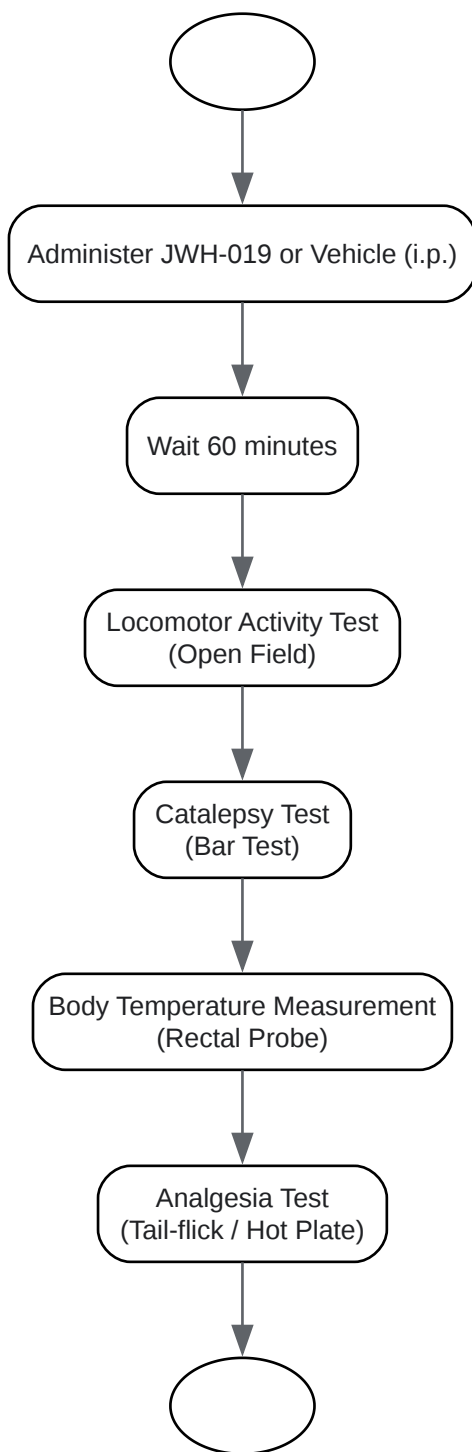 Administer JWH-019 or Vehicle (i.p.)
Wait 60 minutes
Locomotor Activity Test
(Open Field)
Catalepsy Test
(Bar Test)
Body Temperature Measurement
(Rectal Probe)
Analgesia Test
(Tail-flick / Hot Plate)